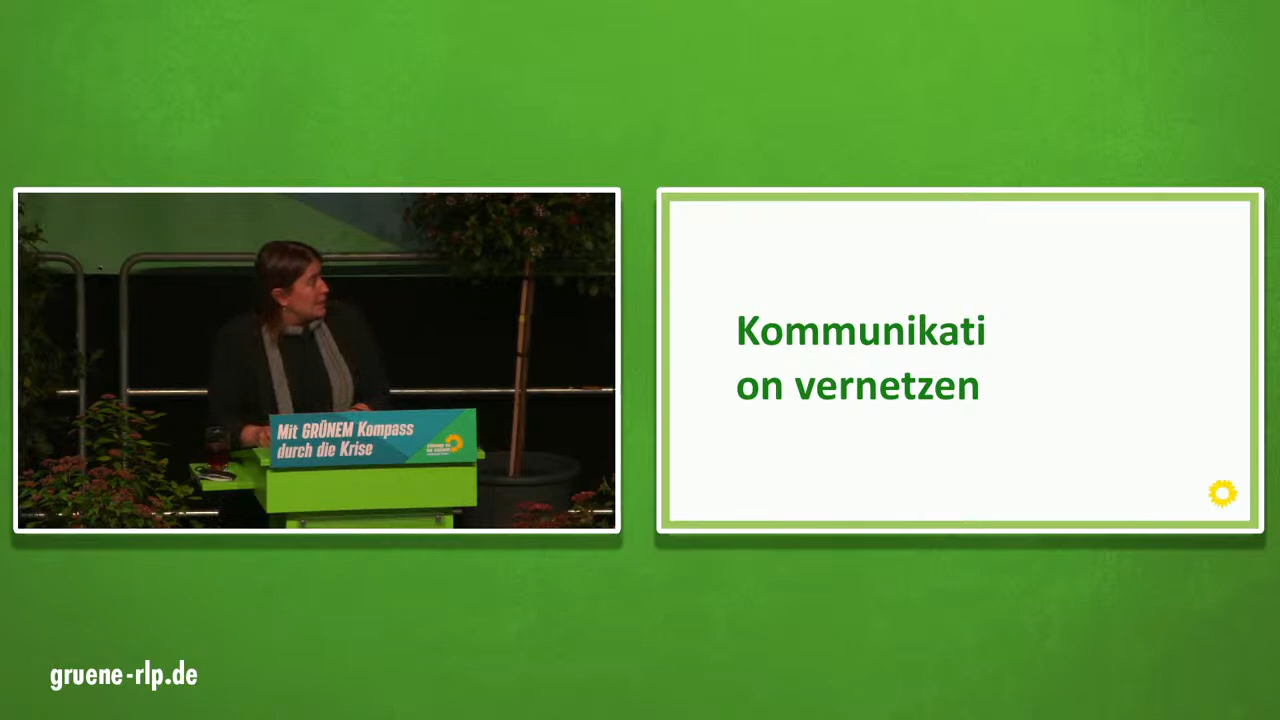 Mit GRÜNEM Kompass
durch die Krise
Kommunikati
on vernetzen
gruene-rlp.de